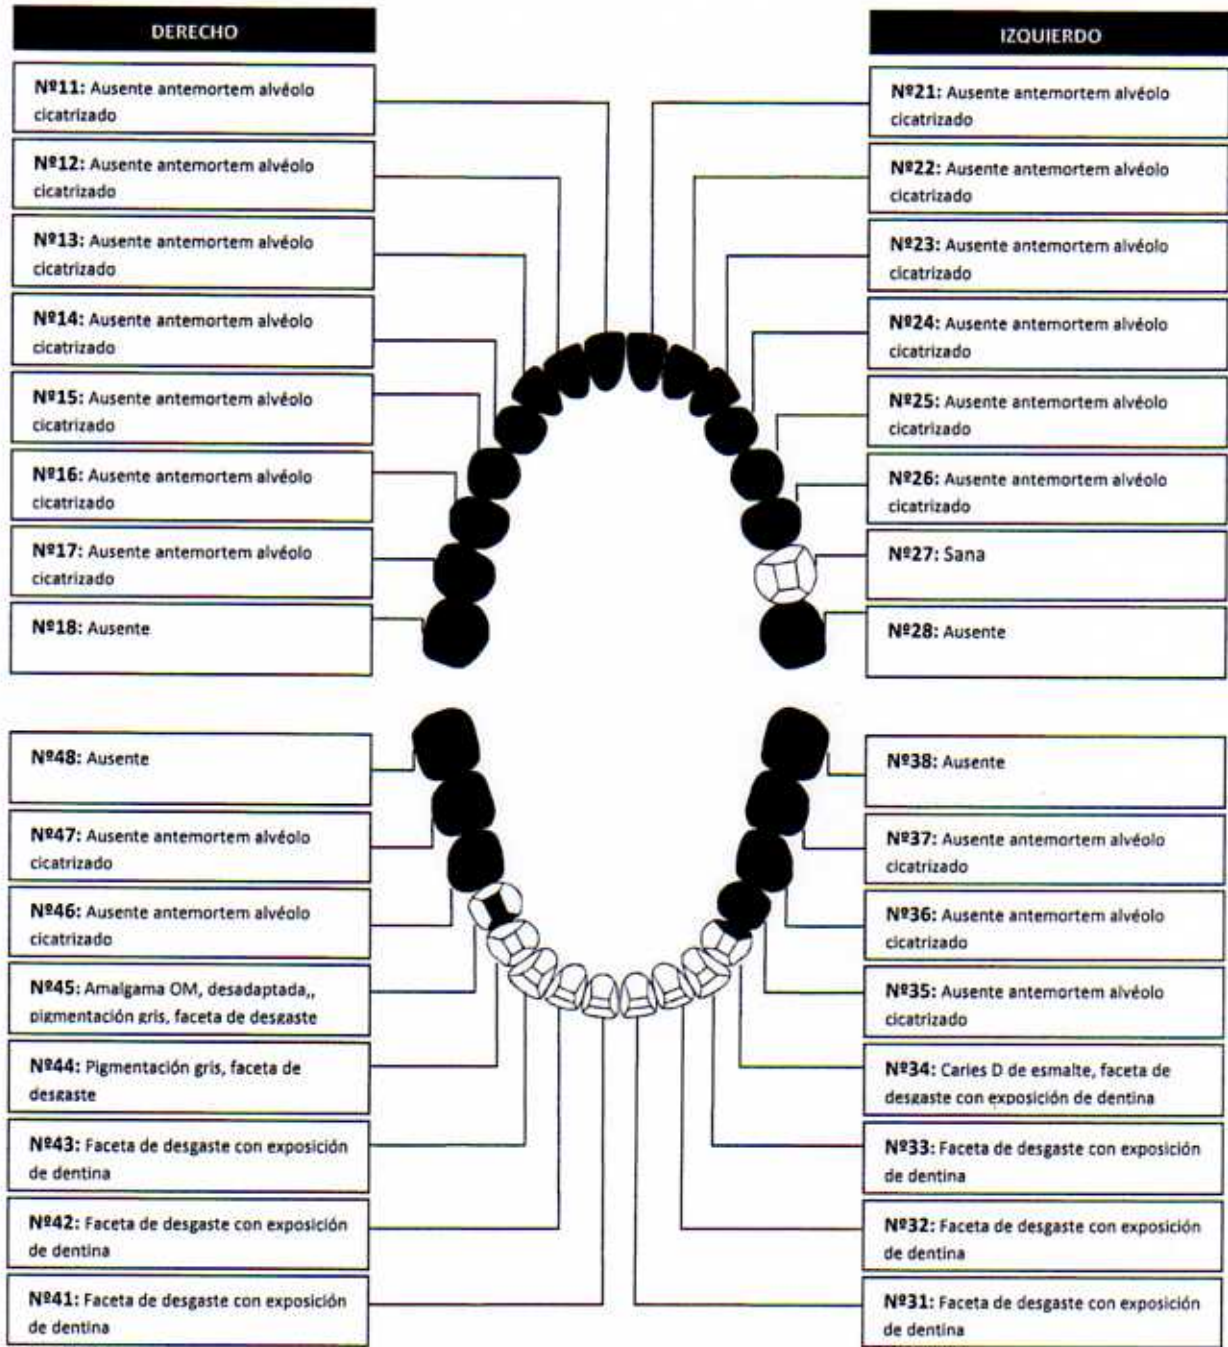 DERECHO
Nº11: Ausente antemortem alvéolo
cicatrizado
Nº12: Ausente antemortem alvéolo
cicatrizado
Nº13: Ausente antemortem alvéolo
cicatrizado
Nº14: Ausente antemortem alvéolo
cicatrizado
Nº15: Ausente antemortem alvéolo
cicatrizado
Nº16: Ausente antemortem alvéolo
cicatrizado
Nº17: Ausente antemortem alvéolo
cicatrizado
Nº18: Ausente
IZQUIERDO
Nº21: Ausente antemortem alvéolo
cicatrizado
Nº22: Ausente antemortem alvéolo
cicatrizado
Nº23: Ausente antemortem alvéolo
cicatrizado
Nº24: Ausente antemortem alvéolo
cicatrizado
Nº25: Ausente antemortem alvéolo
cicatrizado
Nº26: Ausente antemortem alvéolo
cicatrizado
Nº27: Sana
Nº28: Ausente
Nº48: Ausente
Nº47: Ausente antemortem alvéolo
cicatrizado
Nº46: Ausente antemortem alvéolo
cicatrizado
Nº45: Amalgama OM, desadaptada,,
pigmentación gris, faceta de desgaste
Nº44: Pigmentación gris, faceta de
desgaste
Nº43: Faceta de desgaste con exposición
de dentina
Nº42: Faceta de desgaste con exposición
de dentina
Nº41: Faceta de desgaste con exposición
de dentina
Nº38: Ausente
Nº37: Ausente antemortem alvéolo
cicatrizado
Nº36: Ausente antemortem alvéolo
cicatrizado
Nº35: Ausente antemortem alvéolo
cicatrizado
Nº34: Caries D de esmalte, faceta de
desgaste con exposición de dentina
Nº33: Faceta de desgaste con exposición
de dentina
Nº32: Faceta de desgaste con exposición
de dentina
Nº31: Faceta de desgaste con exposición
de dentina